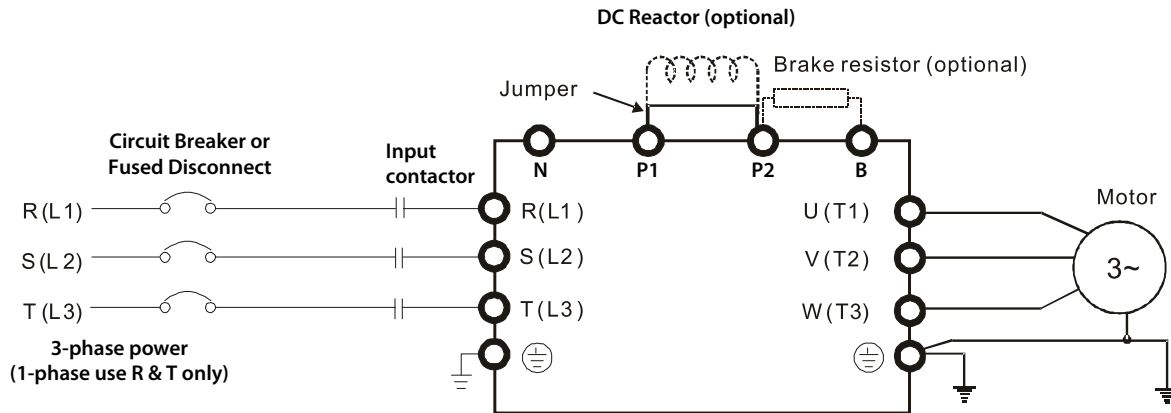 DC Reactor (optional)
Brake resistor (optional)
Jumper
Circuit Breaker or
Fused Disconnect
Input
contactor
N
P1
P2
B
Motor
R(L1)
R(L1)
U(T1)
S(L2)
S(L2)
V(T2)
3~
T(L3)
T(L3)
W(T3)
3-phase power
(1-phase use R & T only)